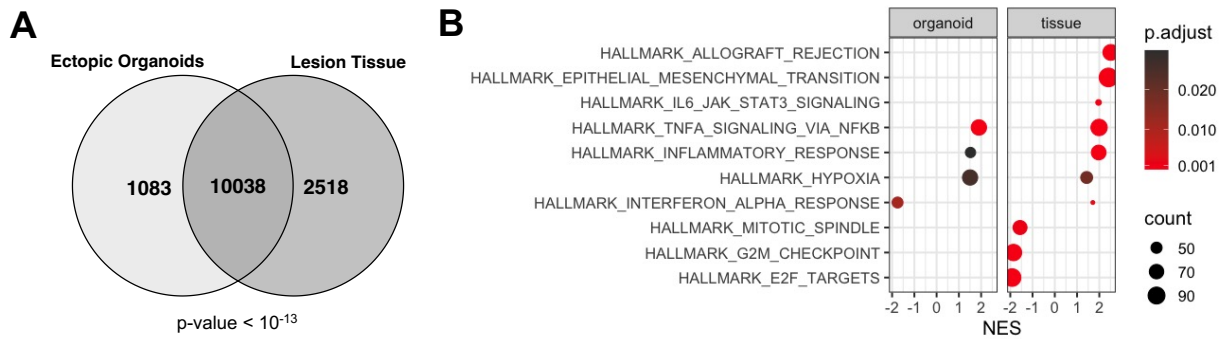 A
Ectopic Organoids
Lesion Tissue
1083
10038
2518
p-value < 10-13
B
organoid
tissue
HALLMARK_ALLOGRAFT_REJECTION
HALLMARK_EPITHELIAL_MESENCHYMAL_TRANSITION
HALLMARK_IL6_JAK_STAT3_SIGNALING
HALLMARK_TNFA_SIGNALING_VIA_NFKB
HALLMARK_INFLAMMATORY_RESPONSE
HALLMARK_HYPOXIA
HALLMARK_INTERFERON_ALPHA_RESPONSE
HALLMARK_MITOTIC_SPINDLE
HALLMARK_G2M_CHECKPOINT
HALLMARK_E2F_TARGETS
-2 -1 0 1 2
-2 -1 0 1 2
NES
p.adjust
0.020
0.010
0.001
count
50
70
90